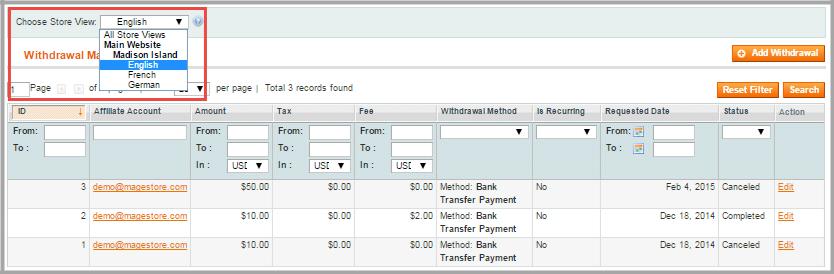 Choose Store View: English
All Store Views
Main Website
Madison Island
English
French
German
Withdrawal Ma
Add Withdrawal
1 Page of per page | Total 3 records found
Reset Filter Search
ID Affiliate Account Amount Tax Fee Withdrawal Method Is Recurring Requested Date Status Action
From: From: From: From: From:
To : To : To : To : To :
In : USD In : USD In : USD
3 demo@magestore.com $50.00 $0.00 $0.00 Method: Bank No Feb 4, 2015 Canceled Edit
Transfer Payment
2 demo@magestore.com $10.00 $0.00 $2.00 Method: Bank No Dec 18, 2014 Completed Edit
Transfer Payment
1 demo@magestore.com $10.00 $0.00 $0.00 Method: Bank No Dec 18, 2014 Canceled Edit
Transfer Payment